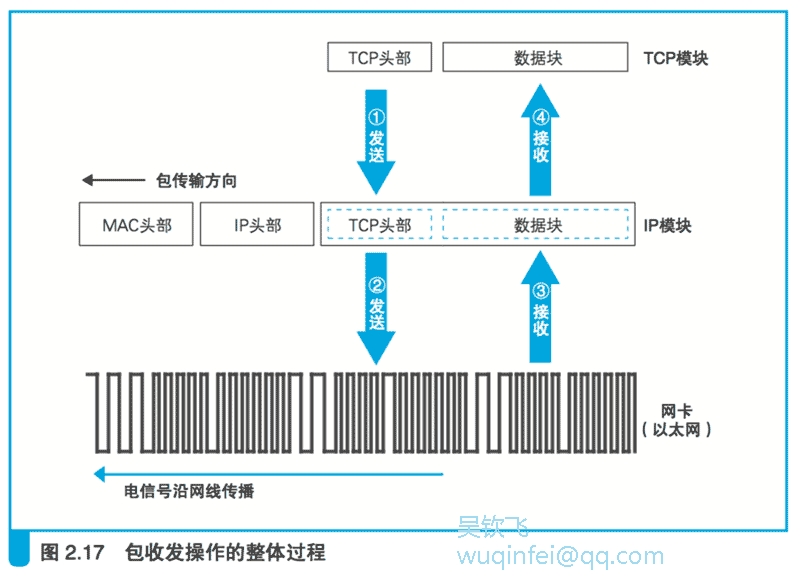 TCP头部
数据块
TCP模块
①发送
④接收
包传输方向
MAC头部
IP头部
TCP头部
数据块
IP模块
②发送
③接收
网卡
（以太网）
电信号沿网线传播
吴钦飞
图 2.17 包收发操作的整体过程
wuqinfei@qq.com